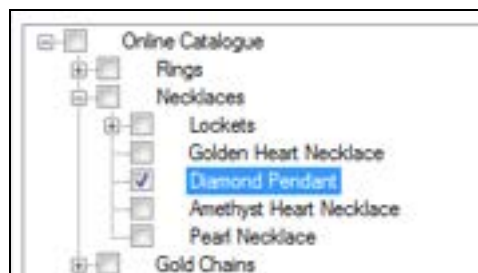 Online Catalogue
Rings
Necklaces
Lockets
Golden Heart Necklace
Diamond Pendant
Amethyst Heart Necklace
Pearl Necklace
Gold Chains